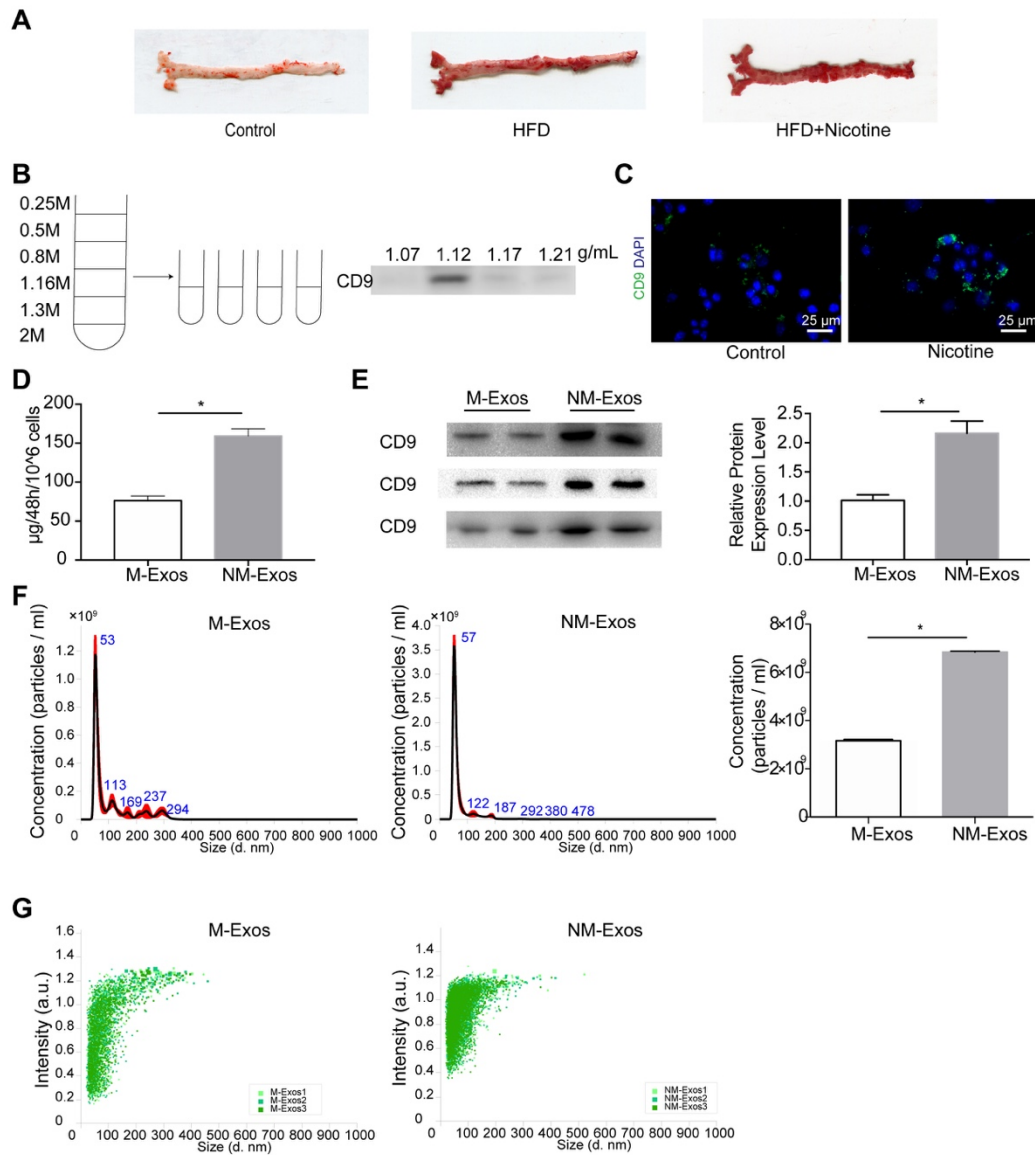 A
Control
HFD
HFD+Nicotine
B
0.25M
0.5M
0.8M
1.16M
1.3M
2M
1.07 1.12 1.17 1.21 g/mL
CD9
C
CD9 DAPI
25 µm
25 µm
Control
Nicotine
D
µg/48h/10^6 cells
200
150
100
50
0
*
M-Exos
NM-Exos
E
M-Exos
NM-Exos
CD9
CD9
CD9
Relative Protein
Expression Level
2.5
2.0
1.5
1.0
0.5
0.0
*
M-Exos
NM-Exos
F
M-Exos
×10⁹
Concentration (particles / ml)
1.2
1.0
0.8
0.6
0.4
0.2
0
53
113
169
237
294
0 100 200 300 400 500 600 700 800 900 1000
Size (d. nm)
NM-Exos
×10⁹
Concentration (particles / ml)
4.0
3.5
3.0
2.5
2.0
1.5
1.0
0.5
0
57
122
187
292
380
478
0 100 200 300 400 500 600 700 800 900 1000
Size (d. nm)
Concentration
(particles / ml)
8×10⁹
6×10⁹
4×10⁹
2×10⁹
0
*
M-Exos
NM-Exos
G
M-Exos
Intensity (a.u.)
1.6
1.4
1.2
1.0
0.8
0.6
0.4
0.2
0
M-Exos1
M-Exos2
M-Exos3
0 100 200 300 400 500 600 700 800 900 1000
Size (d. nm)
NM-Exos
Intensity (a.u.)
1.4
1.2
1.0
0.8
0.6
0.4
0.2
0
NM-Exos1
NM-Exos2
NM-Exos3
0 100 200 300 400 500 600 700 800 900 1000
Size (d. nm)